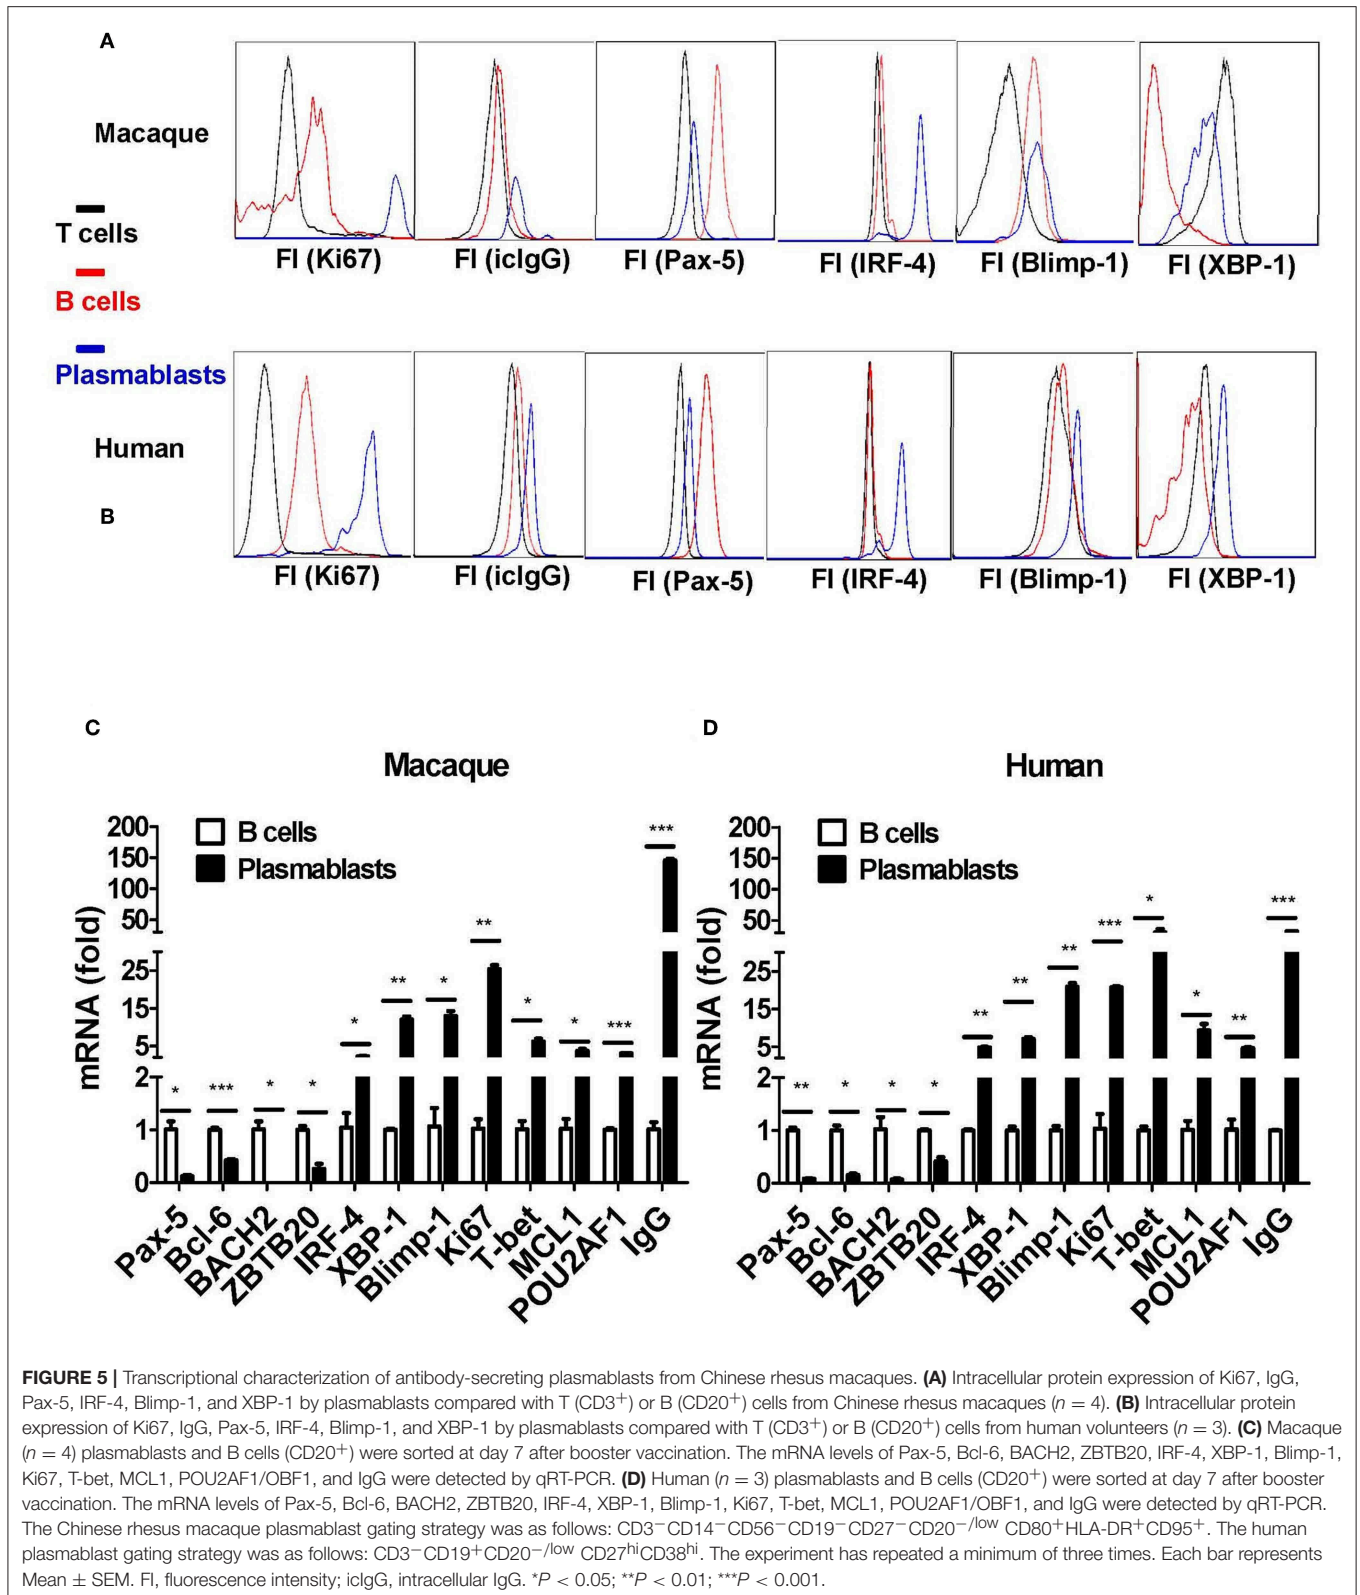 A
Macaque
T cells
B cells
Plasmablasts
FI (Ki67)
FI (icIgG)
FI (Pax-5)
FI (IRF-4)
FI (Blimp-1)
FI (XBP-1)
Human
B
FI (Ki67)
FI (icIgG)
FI (Pax-5)
FI (IRF-4)
FI (Blimp-1)
FI (XBP-1)
C
Macaque
mRNA (fold)
200
150
100
50
25
15
5
2
1
0
B cells
Plasmablasts
*
***
*
*
*
**
*
**
*
*
***
***
Pax-5
Bcl-6
BACH2
ZBTB20
IRF-4
XBP-1
Blimp-1
Ki67
T-bet
MCL1
POU2AF1
IgG
D
Human
mRNA (fold)
200
150
100
50
25
15
5
2
1
0
B cells
Plasmablasts
**
*
*
*
**
**
**
***
*
*
**
***
Pax-5
Bcl-6
BACH2
ZBTB20
IRF-4
XBP-1
Blimp-1
Ki67
T-bet
MCL1
POU2AF1
IgG
FIGURE 5 | Transcriptional characterization of antibody-secreting plasmablasts from Chinese rhesus macaques. (A) Intracellular protein expression of Ki67, IgG,
Pax-5, IRF-4, Blimp-1, and XBP-1 by plasmablasts compared with T (CD3⁺) or B (CD20⁺) cells from Chinese rhesus macaques (n = 4). (B) Intracellular protein
expression of Ki67, IgG, Pax-5, IRF-4, Blimp-1, and XBP-1 by plasmablasts compared with T (CD3⁺) or B (CD20⁺) cells from human volunteers (n = 3). (C) Macaque
(n = 4) plasmablasts and B cells (CD20⁺) were sorted at day 7 after booster vaccination. The mRNA levels of Pax-5, Bcl-6, BACH2, ZBTB20, IRF-4, XBP-1, Blimp-1,
Ki67, T-bet, MCL1, POU2AF1/OBF1, and IgG were detected by qRT-PCR. (D) Human (n = 3) plasmablasts and B cells (CD20⁺) were sorted at day 7 after booster
vaccination. The mRNA levels of Pax-5, Bcl-6, BACH2, ZBTB20, IRF-4, XBP-1, Blimp-1, Ki67, T-bet, MCL1, POU2AF1/OBF1, and IgG were detected by qRT-PCR.
The Chinese rhesus macaque plasmablast gating strategy was as follows: CD3⁻CD14⁻CD56⁻CD19⁻CD27⁻CD20⁻/ˡᵒʷ CD80⁺HLA-DR⁺CD95⁺. The human
plasmablast gating strategy was as follows: CD3⁻CD19⁺CD20⁻/ˡᵒʷ CD27ʰⁱCD38ʰⁱ. The experiment has repeated a minimum of three times. Each bar represents
Mean ± SEM. FI, fluorescence intensity; icIgG, intracellular IgG. *P < 0.05; **P < 0.01; ***P < 0.001.